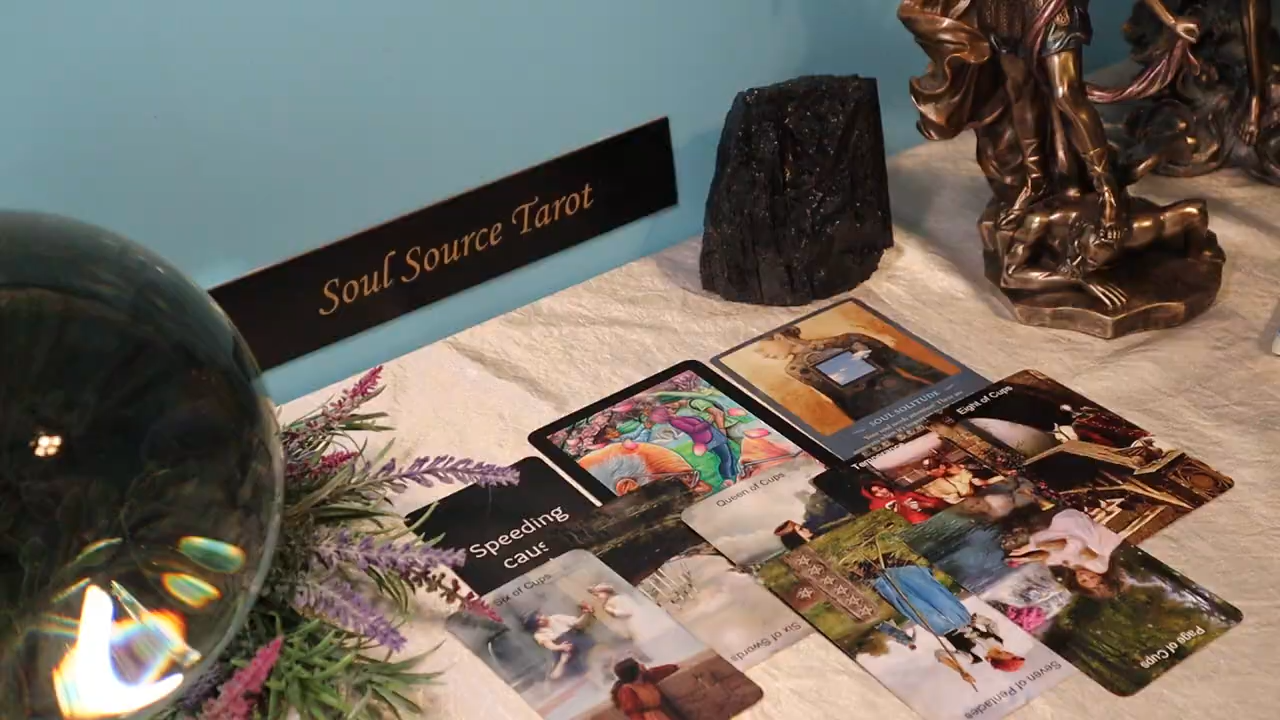 Soul Source Tarot
SOUL SOLITUDE
Eight of Cups
Queen of Cups
Speeding
Six of Cups
Six of Swords
Seven of Pentacles
Page of Cups